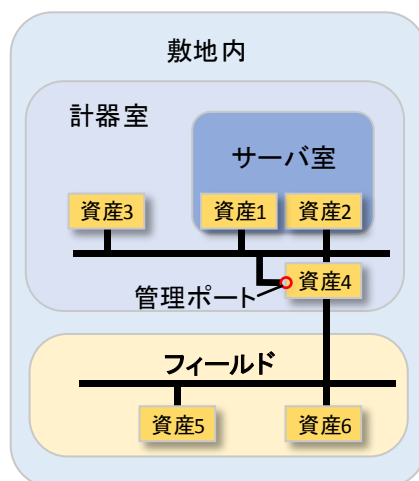 敷地内
計器室
サーバ室
資産3
資産1
資産2
資産4
管理ポート
フィールド
資産5
資産6